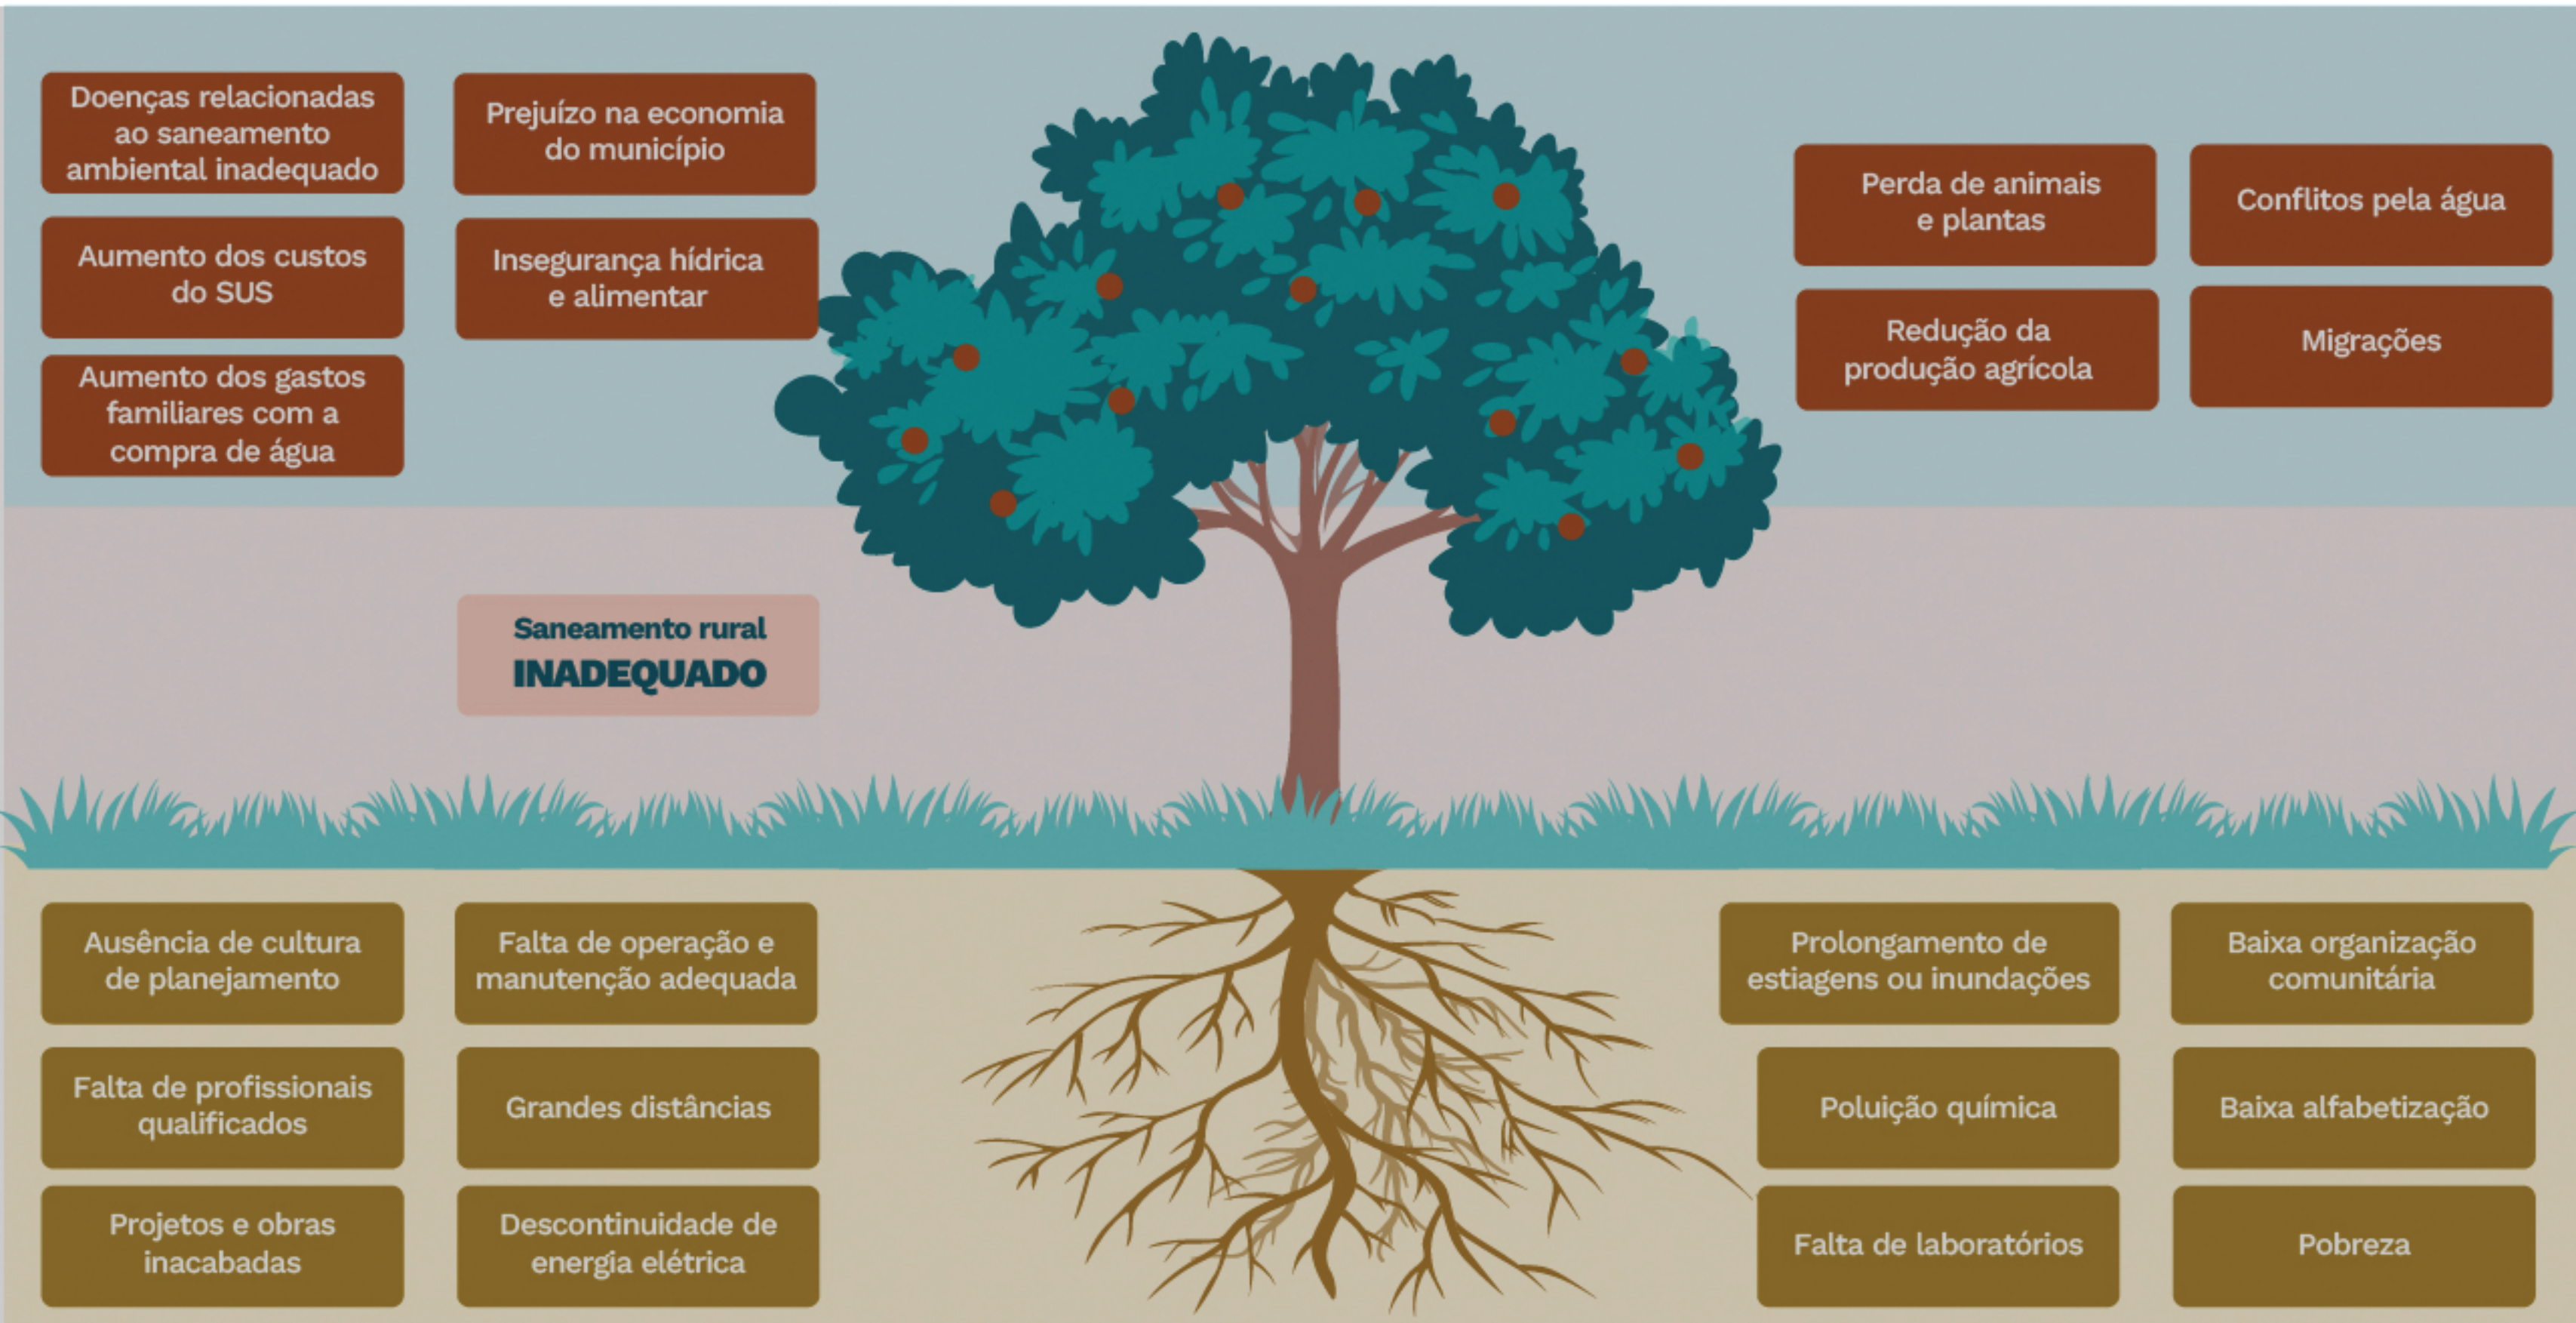 Doenças relacionadas
ao saneamento
ambiental inadequado
Prejuízo na economia
do município
Aumento dos custos
do SUS
Insegurança hídrica
e alimentar
Aumento dos gastos
familiares com a
compra de água
Perda de animais
e plantas
Conflitos pela água
Redução da
produção agrícola
Migrações
Saneamento rural
INADEQUADO
Ausência de cultura
de planejamento
Falta de operação e
manutenção adequada
Falta de profissionais
qualificados
Grandes distâncias
Projetos e obras
inacabadas
Descontinuidade de
energia elétrica
Prolongamento de
estiagens ou inundações
Baixa organização
comunitária
Poluição química
Baixa alfabetização
Falta de laboratórios
Pobreza